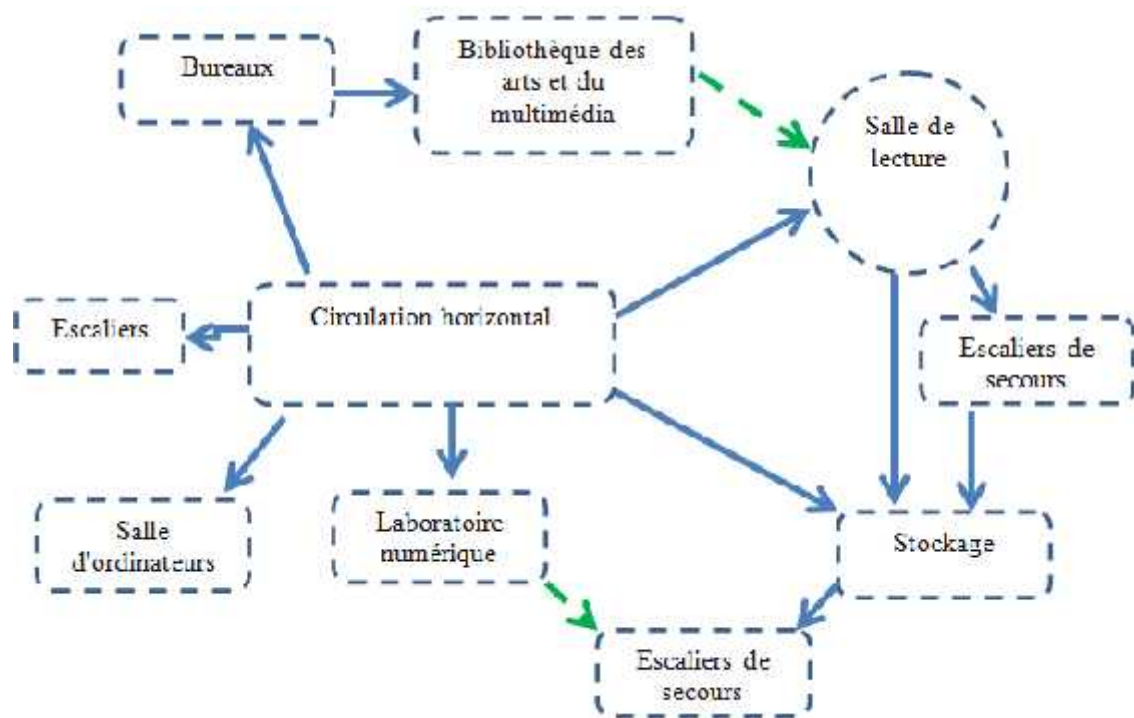 Bureaux
Bibliothèque des
arts et du
multimédia
Salle de
lecture
Circulation horizontal
Escaliers
Escaliers de
secours
Salle
d'ordinateurs
Laboratoire
numérique
Stockage
Escaliers de
secours